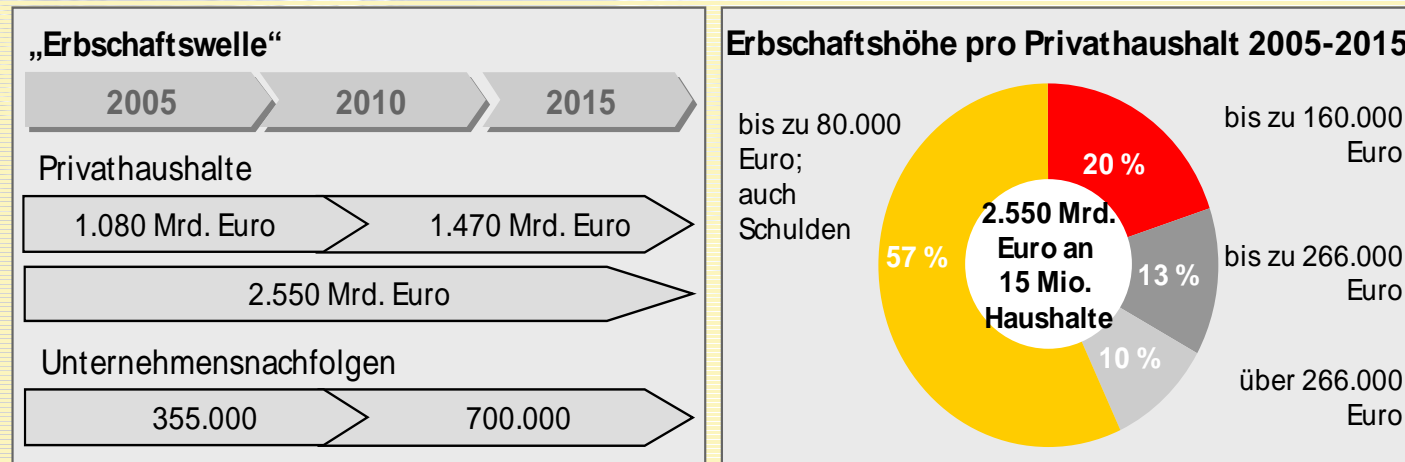 „Erbschaftswelle“
2005 2010 2015
Privathaushalte
1.080 Mrd. Euro 1.470 Mrd. Euro
2.550 Mrd. Euro
Unternehmensnachfolgen
355.000 700.000
Erbschaftshöhe pro Privathaushalt 2005-2015
bis zu 80.000
Euro;
auch
Schulden
57 %
20 %
13 %
10 %
2.550 Mrd.
Euro an
15 Mio.
Haushalte
bis zu 160.000
Euro
bis zu 266.000
Euro
über 266.000
Euro